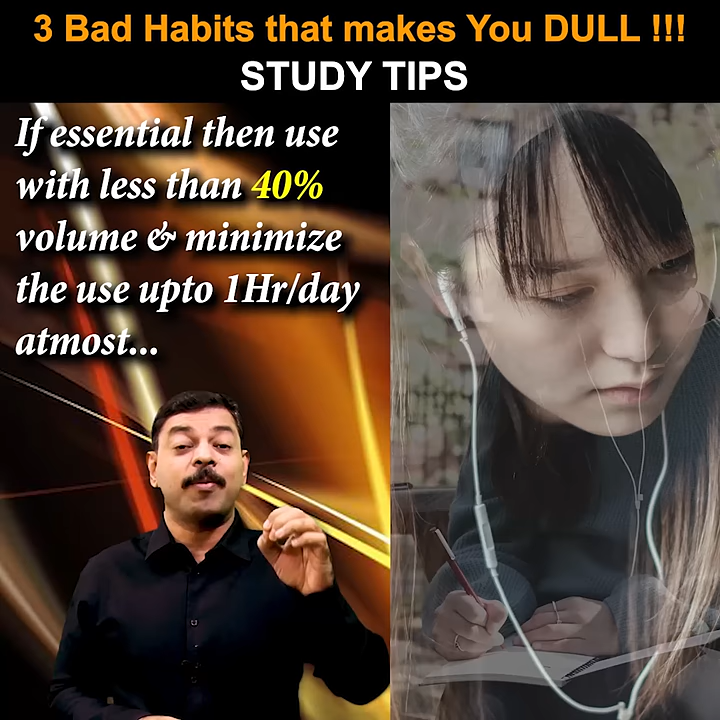 3 Bad Habits that makes You DULL !!!
STUDY TIPS
If essential then use
with less than 40%
volume & minimize
the use upto 1Hr/day
atmost...